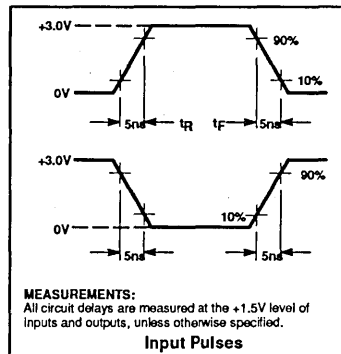 +3.0V
90%
10%
0V
5ns tR tF 5ns
+3.0V
90%
10%
0V
5ns 5ns
MEASUREMENTS:
All circuit delays are measured at the +1.5V level of
inputs and outputs, unless otherwise specified.
Input Pulses